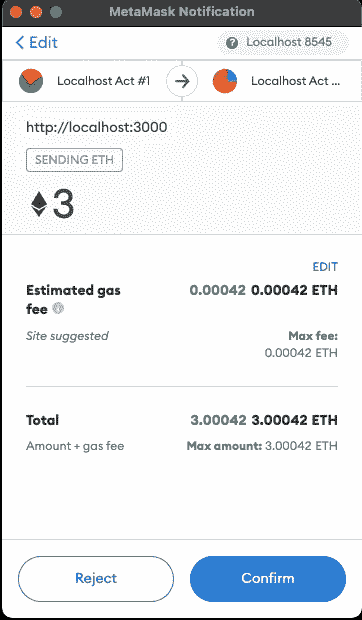 MetaMask Notification
Edit
Localhost 8545
Localhost Act #1
Localhost Act ...
http://localhost:3000
SENDING ETH
3
EDIT
Estimated gas fee
0.00042 0.00042 ETH
Site suggested
Max fee:
0.00042 ETH
Total
3.00042 3.00042 ETH
Amount + gas fee
Max amount: 3.00042 ETH
Reject
Confirm